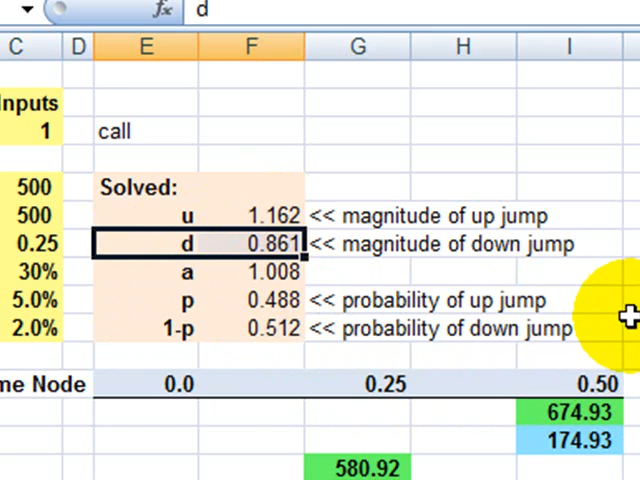 fx d
C D E F G H I
Inputs
1 call
500 Solved:
500 u 1.162 << magnitude of up jump
0.25 d 0.861 << magnitude of down jump
30% a 1.008
5.0% p 0.488 << probability of up jump
2.0% 1-p 0.512 << probability of down jump
me Node 0.0 0.25 0.50
674.93
174.93
580.92